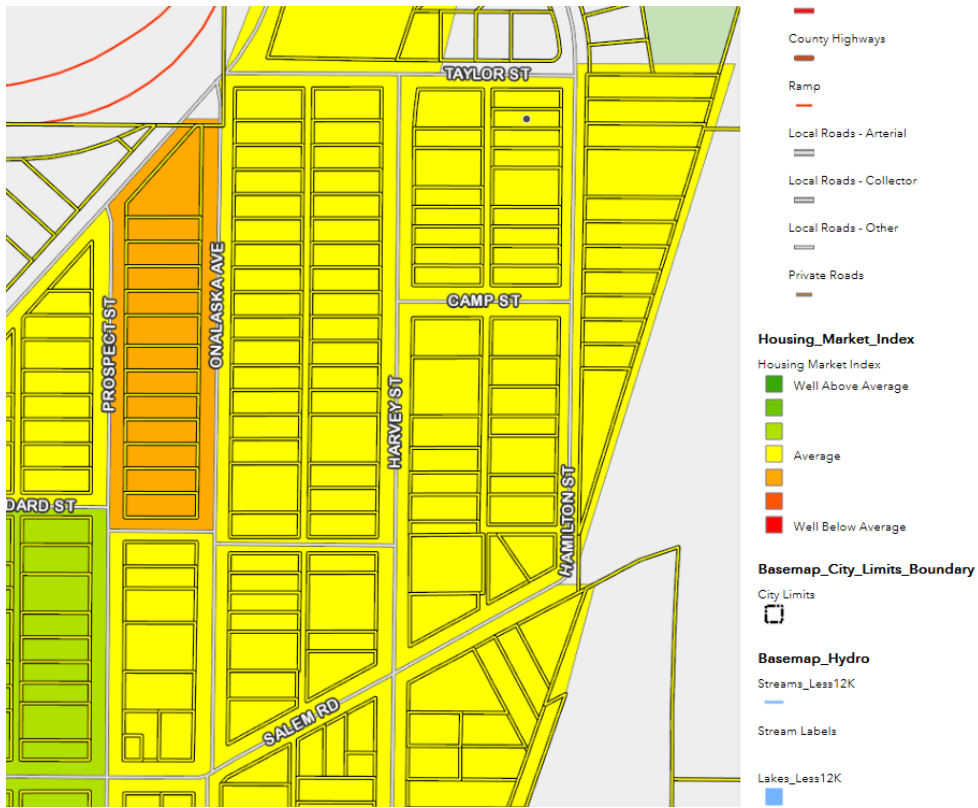 TAYLOR ST
CAMP ST
ONALASKA AVE
PROSPECT ST
HARVEY ST
HAMILTON ST
DARD ST
SALEM RD
County Highways
Ramp
Local Roads - Arterial
Local Roads - Collector
Local Roads - Other
Private Roads
Housing_Market_Index
Housing Market Index
Well Above Average
Average
Well Below Average
Basemap_City_Limits_Boundary
City Limits
Basemap_Hydro
Streams_Less12K
Stream Labels
Lakes_Less12K